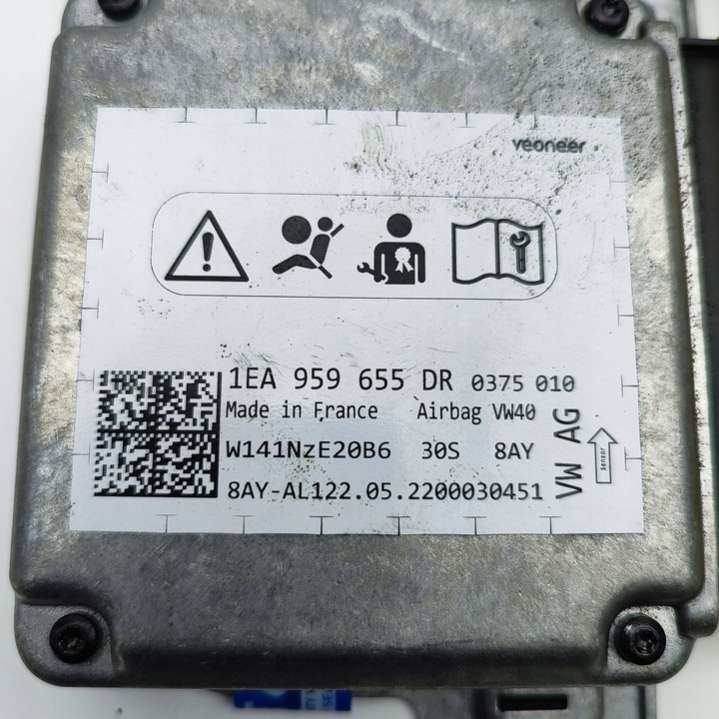 veoneer
1EA 959 655 DR 0375 010
Made in France Airbag VW40
W141NzE20B6 30S 8AY
8AY-AL122.05.2200030451
VW AG
Sensor